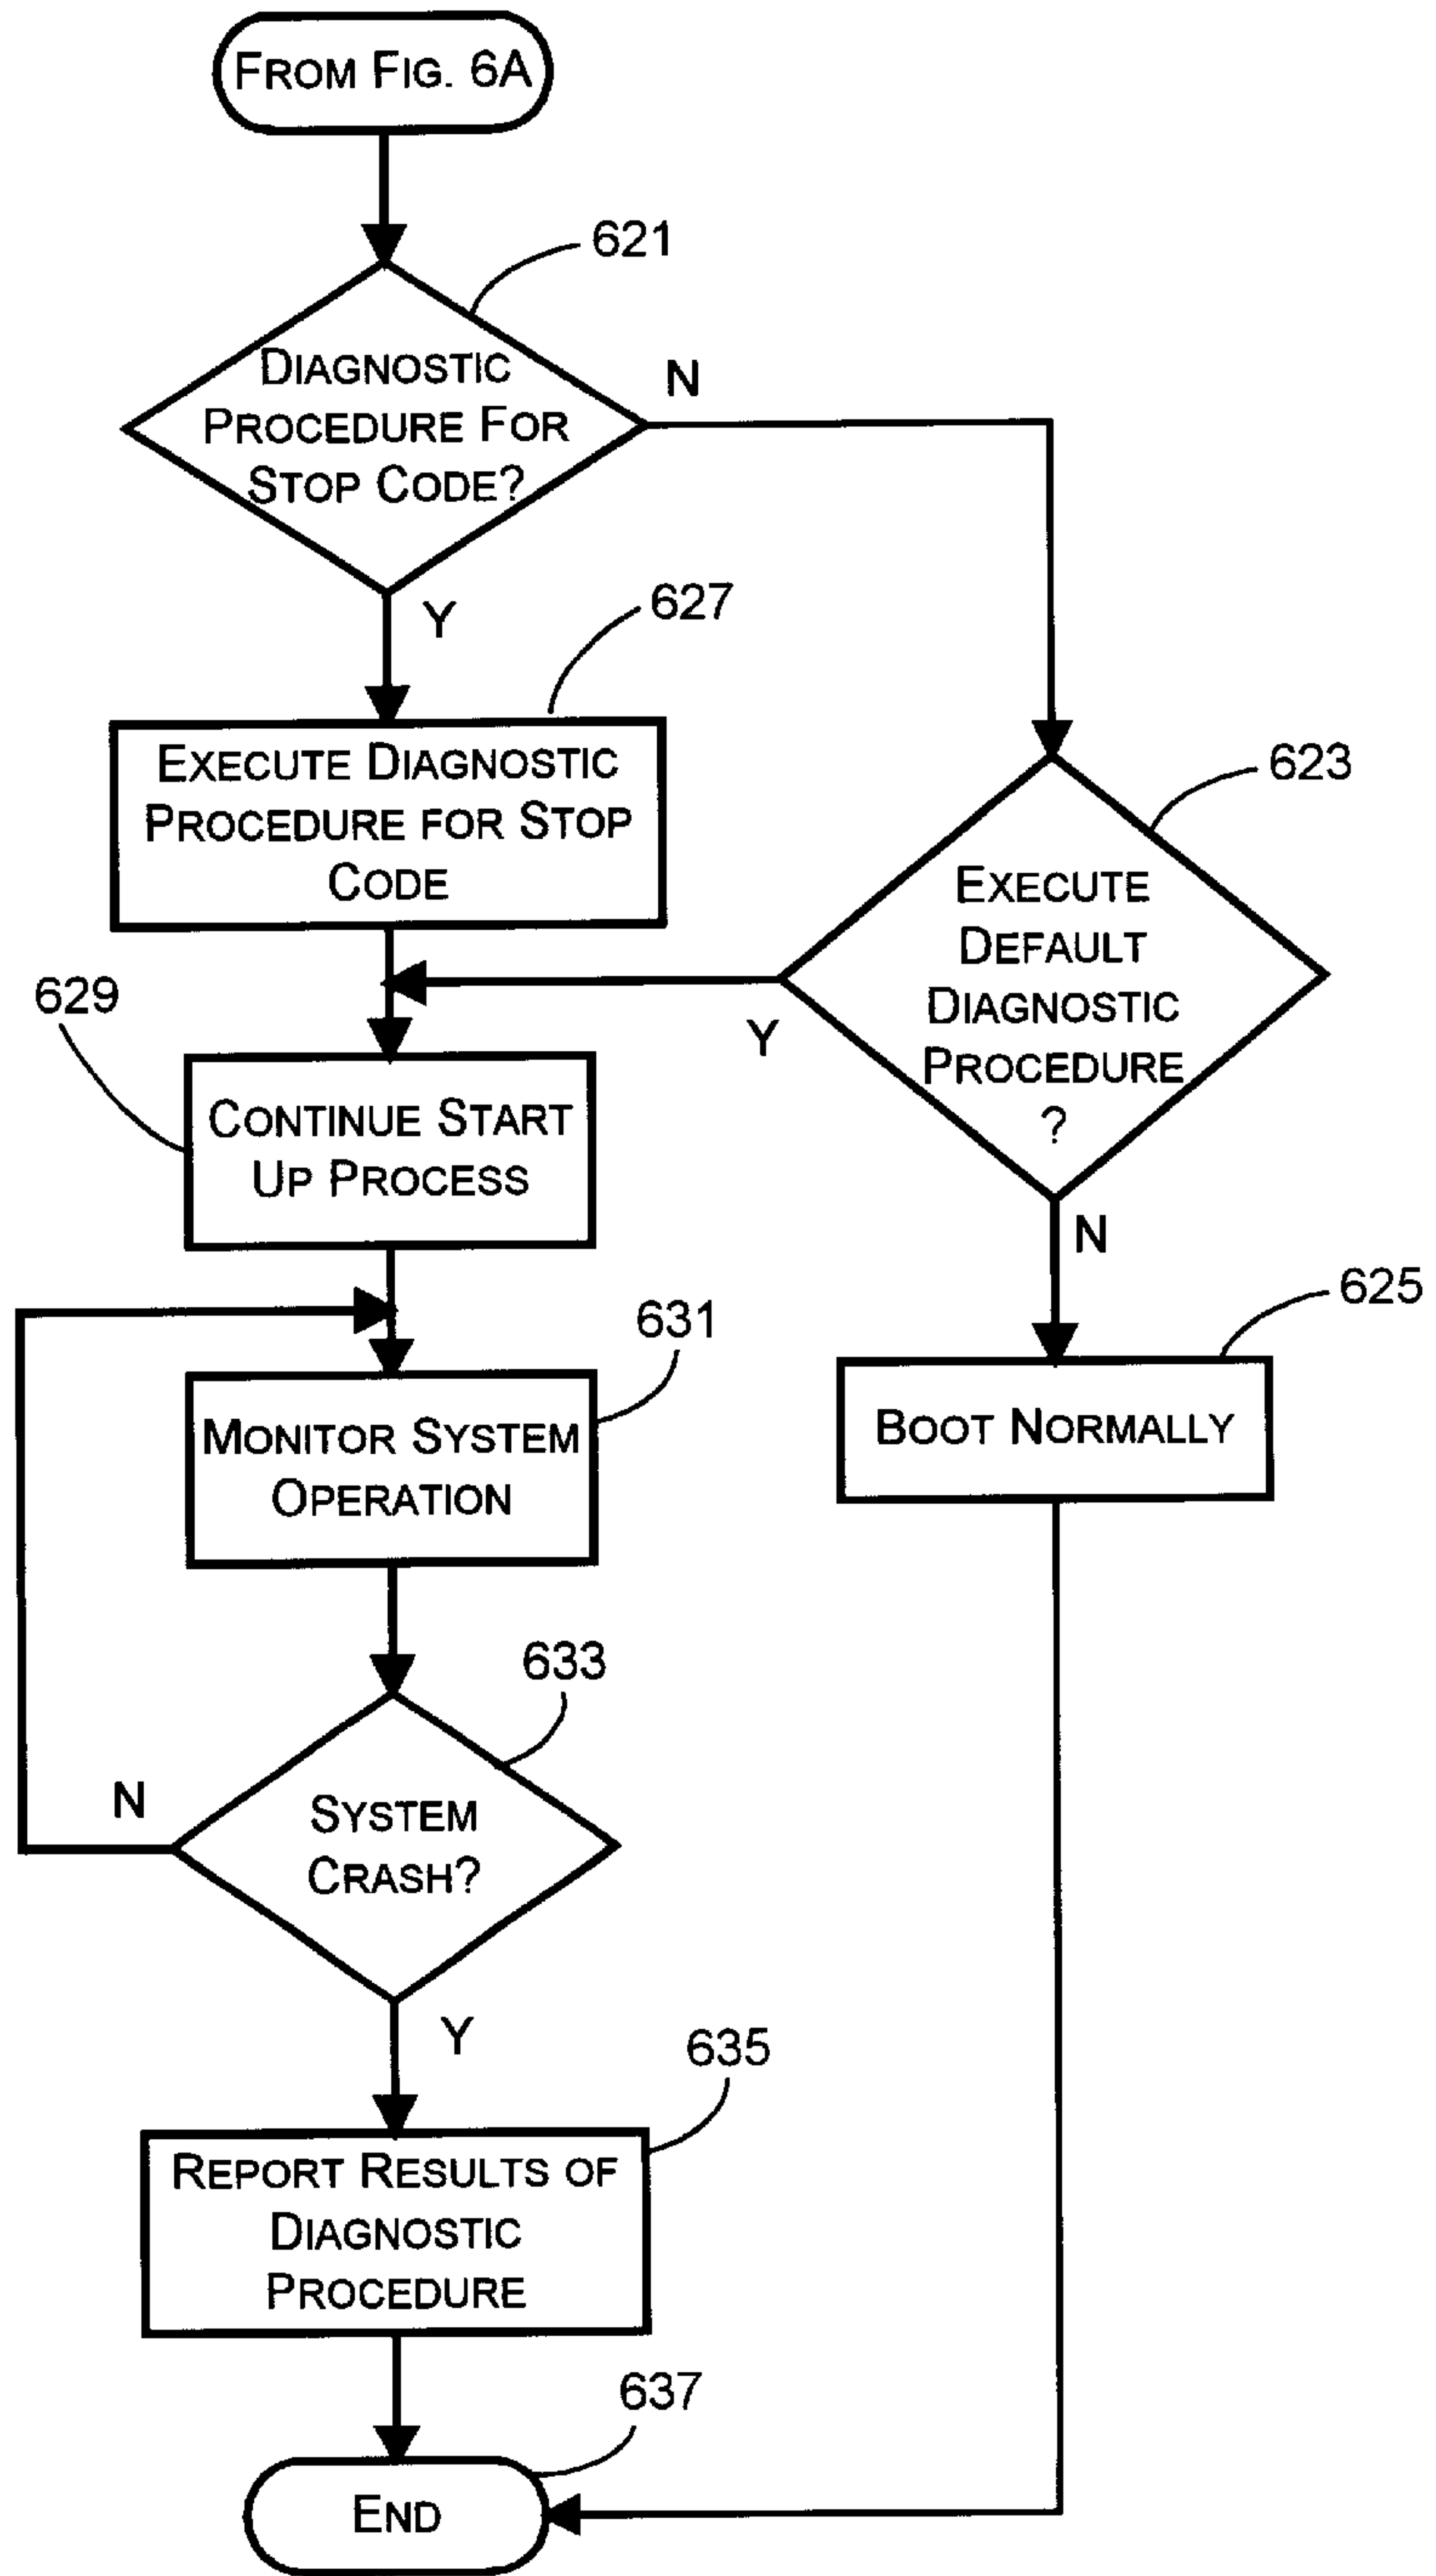 FROM FIG. 6A
621
DIAGNOSTIC
PROCEDURE FOR
STOP CODE?
N
Y
627
EXECUTE DIAGNOSTIC
PROCEDURE FOR STOP
CODE
623
EXECUTE
DEFAULT
DIAGNOSTIC
PROCEDURE
?
Y
N
629
CONTINUE START
UP PROCESS
625
BOOT NORMALLY
631
MONITOR SYSTEM
OPERATION
633
SYSTEM
CRASH?
N
Y
635
REPORT RESULTS OF
DIAGNOSTIC
PROCEDURE
637
END